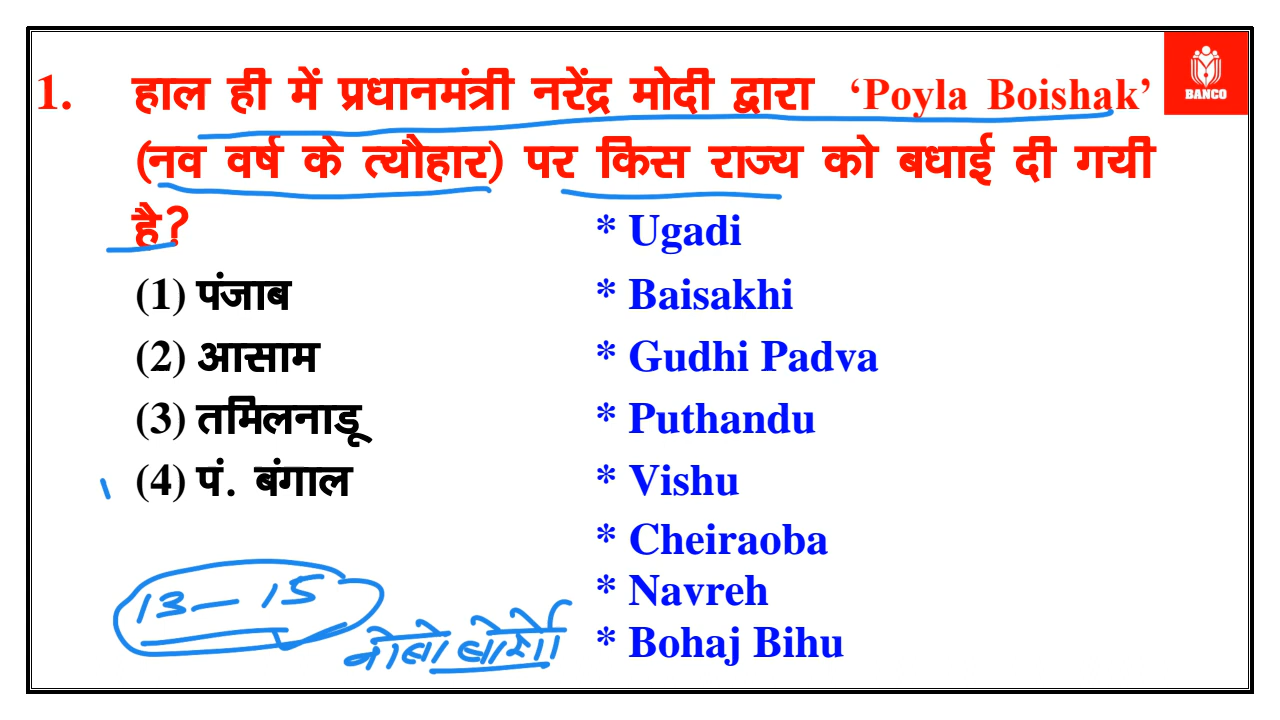 1. हाल ही में प्रधानमंत्री नरेंद्र मोदी द्वारा ‘Poyla Boishak’
BANCO
(नव वर्ष के त्यौहार) पर किस राज्य को बधाई दी गयी
है?
* Ugadi
(1) पंजाब
* Baisakhi
(2) आसाम
* Gudhi Padva
(3) तमिलनाडू
* Puthandu
(4) पं. बंगाल
* Vishu
* Cheiraoba
* Navreh
* Bohaj Bihu
13 – 15